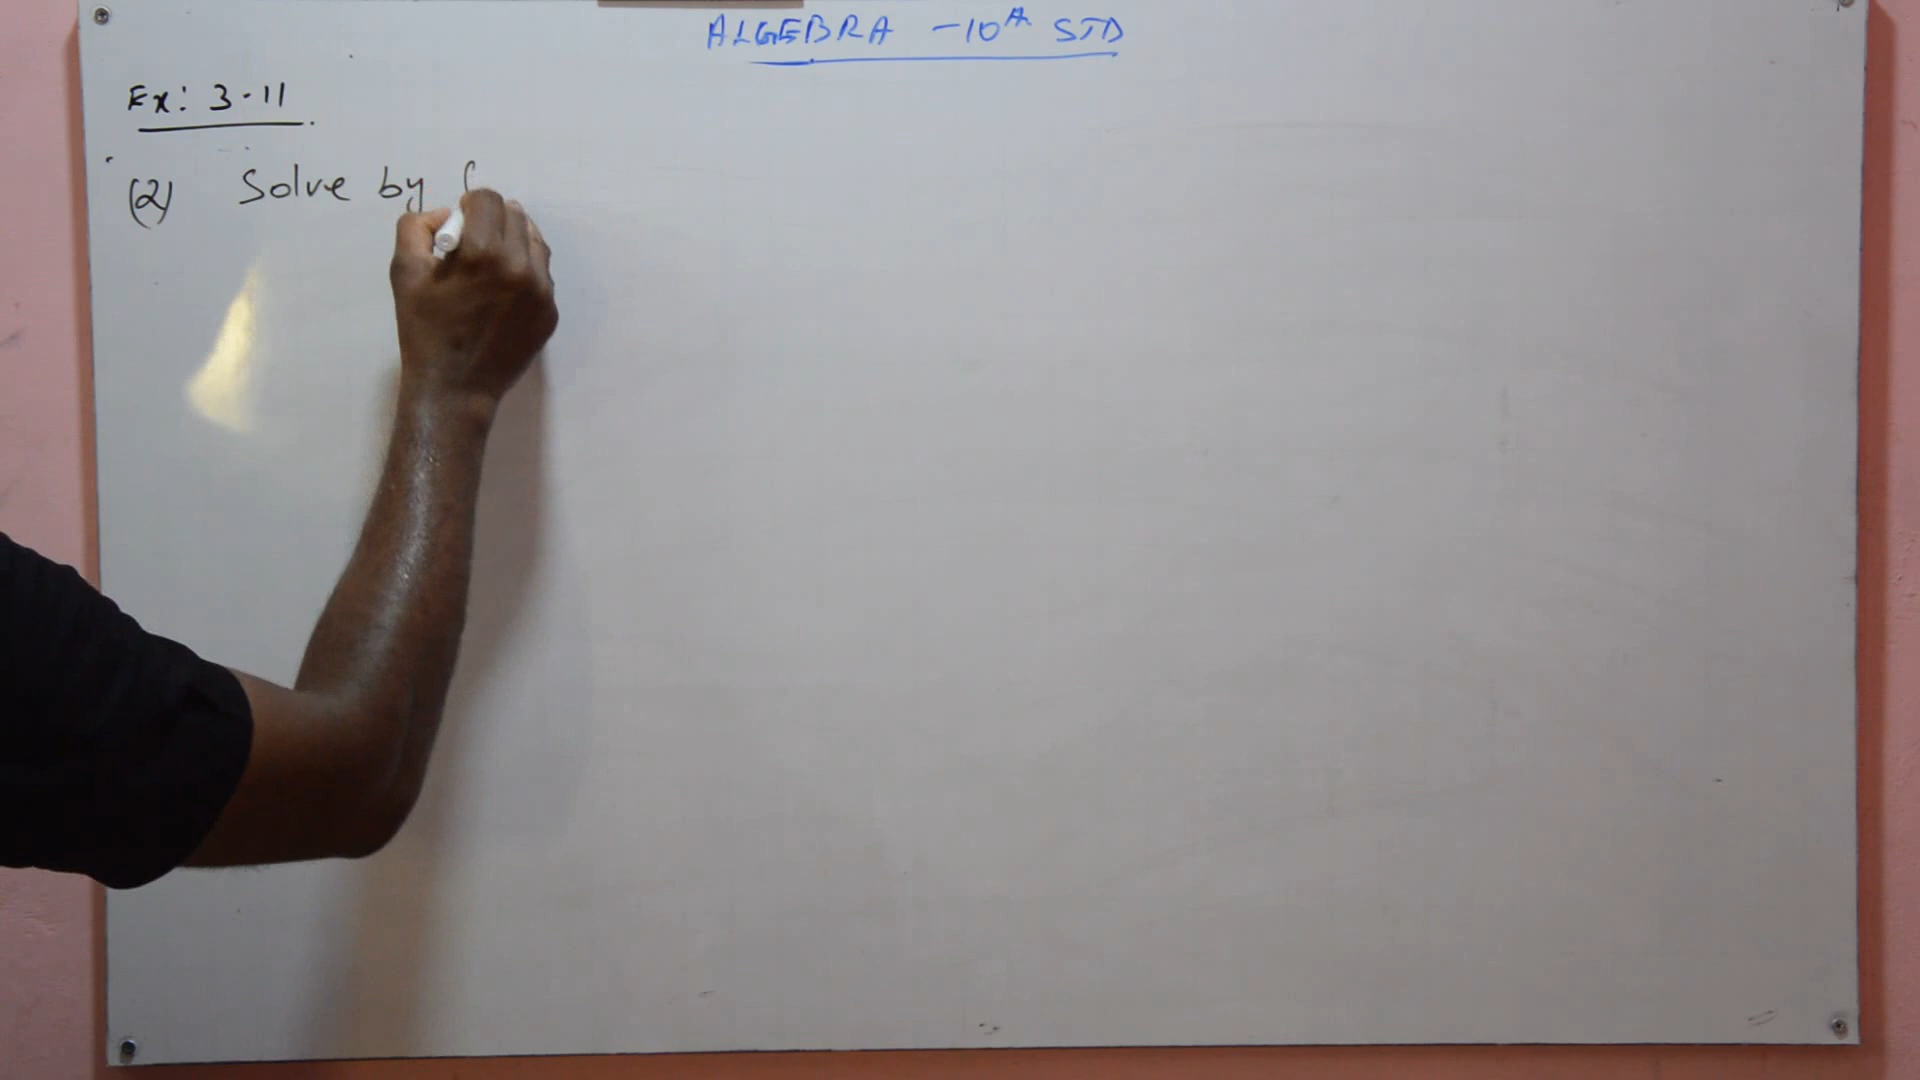 ALGEBRA - 10th STD
Ex: 3.11
(2) Solve by